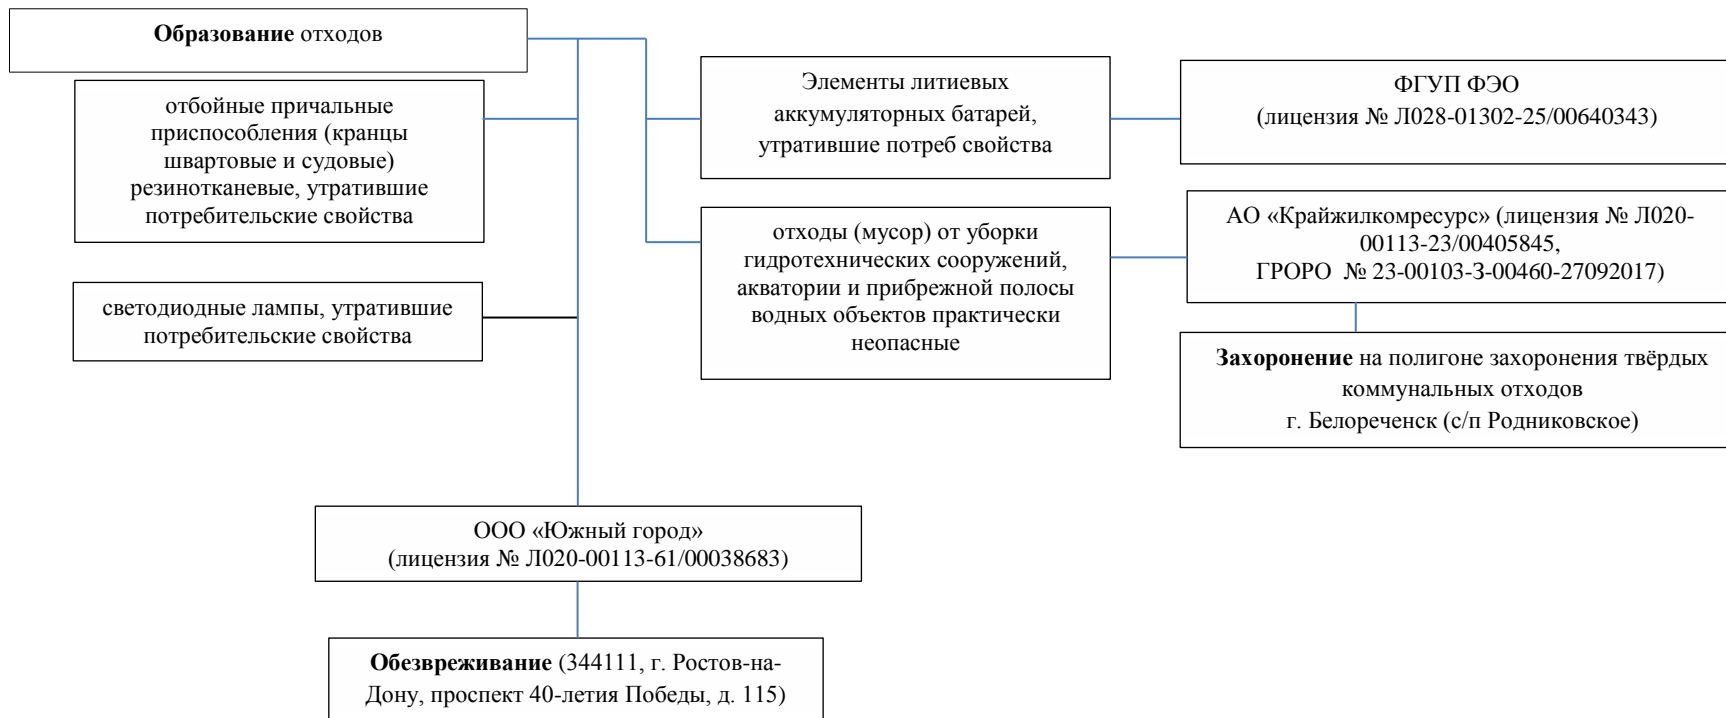 Образование отходов
отбойные причальные
приспособления (кранцы
швартовые и судовые)
резинотканевые, утратившие
потребительские свойства
светодиодные лампы, утратившие
потребительские свойства
Элементы литиевых
аккумуляторных батарей,
утратившие потреб свойства
ФГУП ФЭО
(лицензия № Л028-01302-25/00640343)
отходы (мусор) от уборки
гидротехнических сооружений,
акватории и прибрежной полосы
водных объектов практически
неопасные
АО «Крайжилкомресурс» (лицензия № Л020-
00113-23/00405845,
ГРОРО № 23-00103-З-00460-27092017)
Захоронение на полигоне захоронения твёрдых
коммунальных отходов
г. Белореченск (с/п Родниковское)
ООО «Южный город»
(лицензия № Л020-00113-61/00038683)
Обезвреживание (344111, г. Ростов-на-
Дону, проспект 40-летия Победы, д. 115)